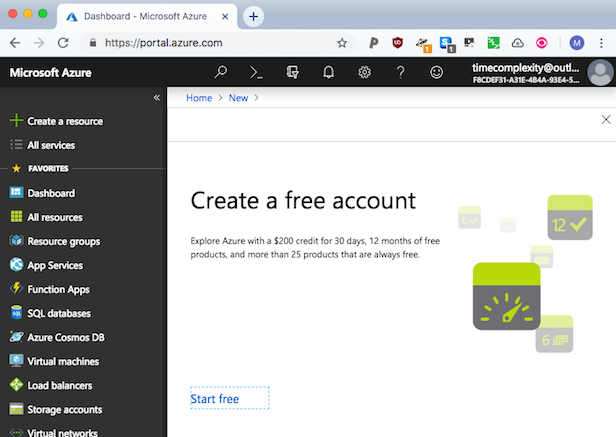 Dashboard - Microsoft Azure
https://portal.azure.com
1
1
M
Microsoft Azure
timecomplexity@outl...
F8CDEF31-A31E-4B4A-93E4-5...
Home > New >
Create a resource
All services
FAVORITES
Dashboard
All resources
Resource groups
App Services
Function Apps
SQL databases
Azure Cosmos DB
Virtual machines
Load balancers
Storage accounts
Virtual networks
Create a free account
Explore Azure with a $200 credit for 30 days, 12 months of free
products, and more than 25 products that are always free.
6
12
6
Start free